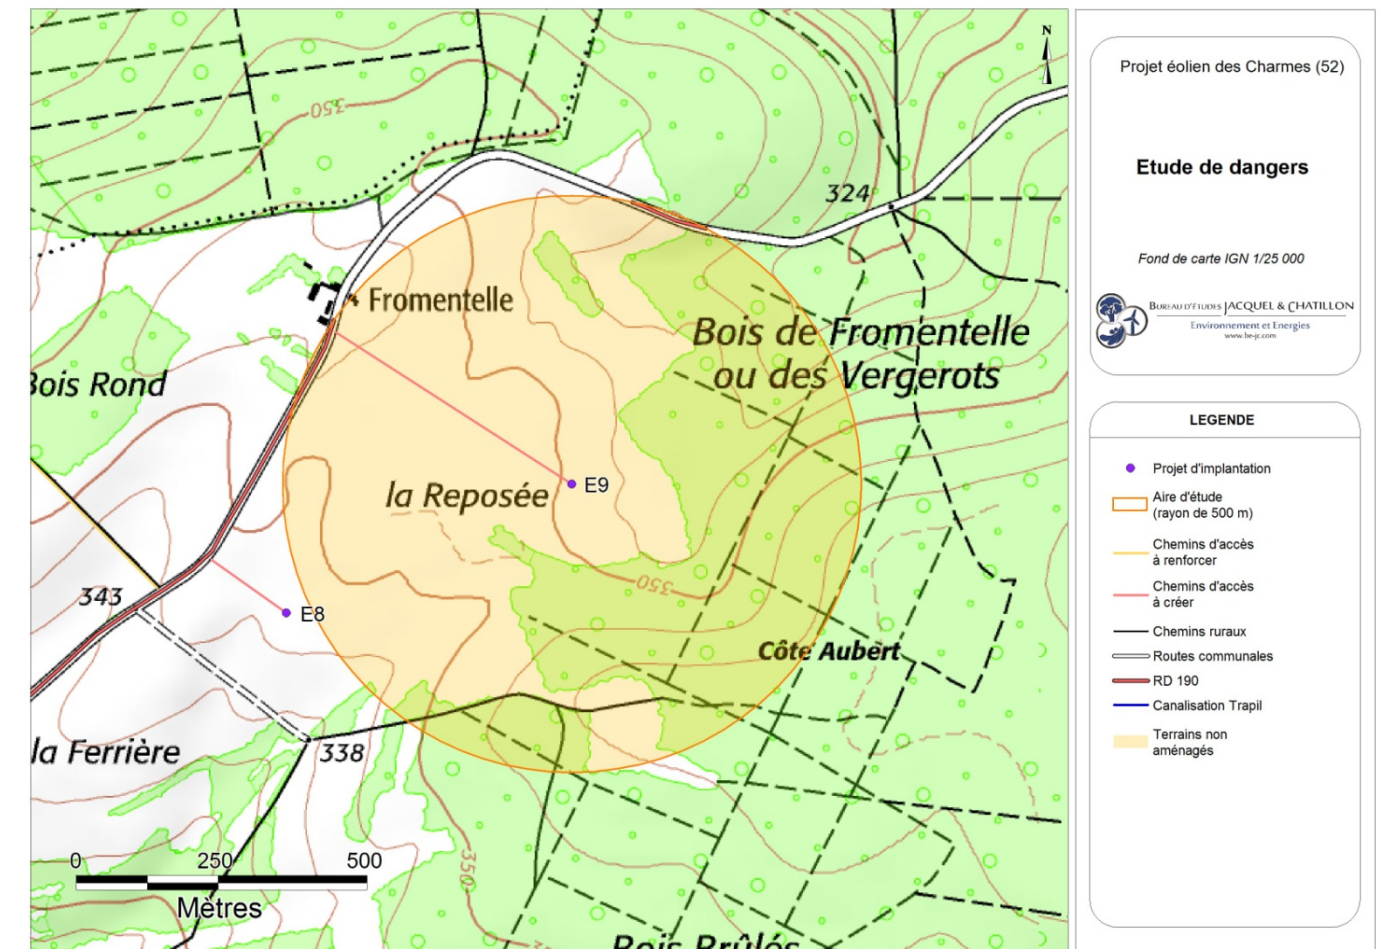 N
350
324
Fromentelle
Bois de Fromentelle
ou des Vergerots
Bois Rond
la Reposée
E9
350
343
E8
Côte Aubert
la Ferrière
338
350
0 250 500
Mètres
Bois Brûlés
Projet éolien des Charmes (52)
Etude de dangers
Fond de carte IGN 1/25 000
BUREAU D'ÉTUDES JACQUEL & CHATILLON
Environnement et Energies
www.be-jc.com
LEGENDE
Projet d'implantation
Aire d'étude
(rayon de 500 m)
Chemins d'accès
à renforcer
Chemins d'accès
à créer
Chemins ruraux
Routes communales
RD 190
Canalisation Trapil
Terrains non
aménagés